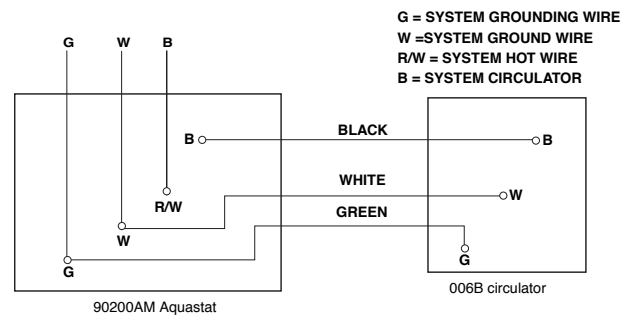 G = SYSTEM GROUNDING WIRE
W =SYSTEM GROUND WIRE
R/W = SYSTEM HOT WIRE
B = SYSTEM CIRCULATOR
G W B
B BLACK B
WHITE
R/W W
GREEN
W
G G
90200AM Aquastat 006B circulator